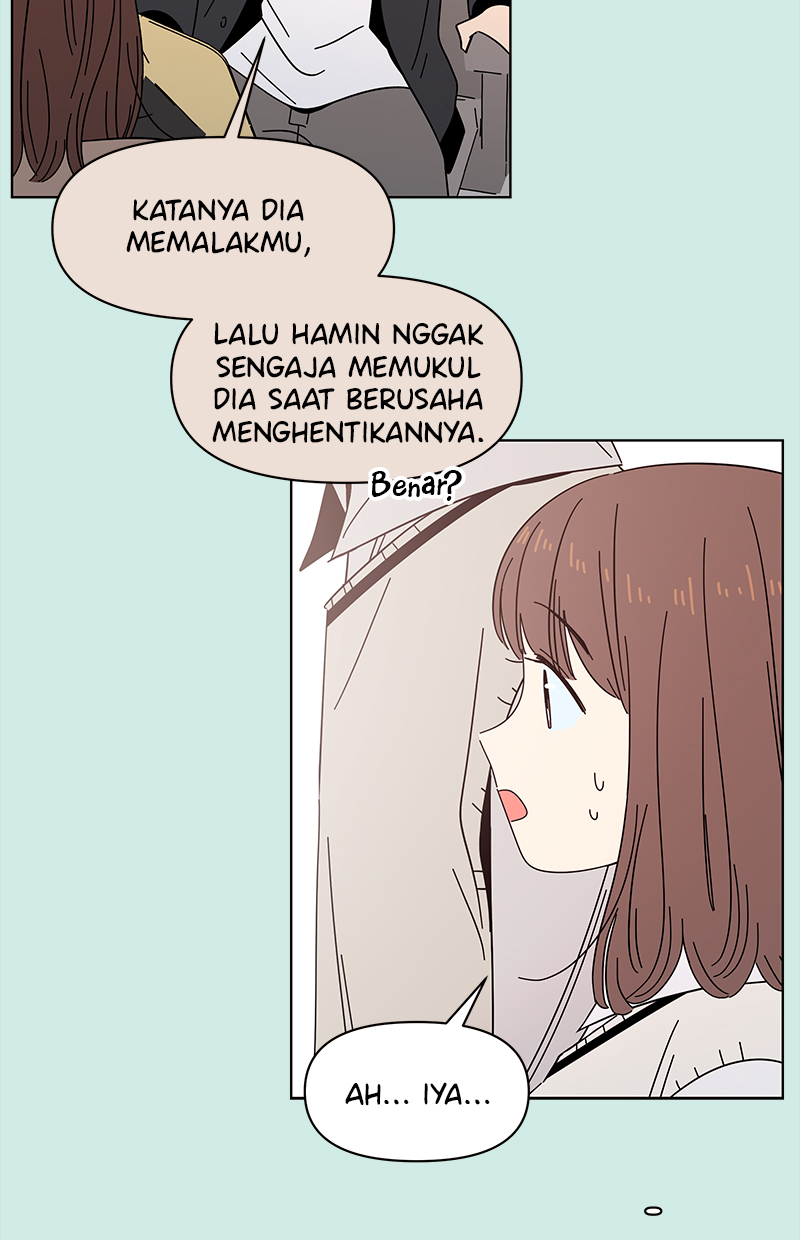 KATANYA DIA
MEMALAKMU,
LALU HAMIN NGGAK
SENGAJA MEMUKUL
DIA SAAT BERUSAHA
MENGHENTIKANNYA.
Benar?
AH... IYA...